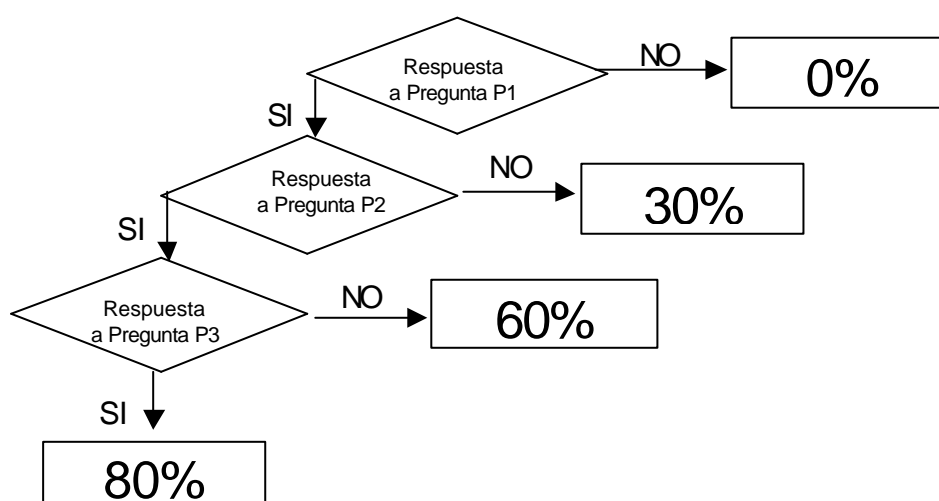 Respuesta
a Pregunta P1
NO
0%
SI
Respuesta
a Pregunta P2
NO
30%
SI
Respuesta
a Pregunta P3
NO
60%
SI
80%